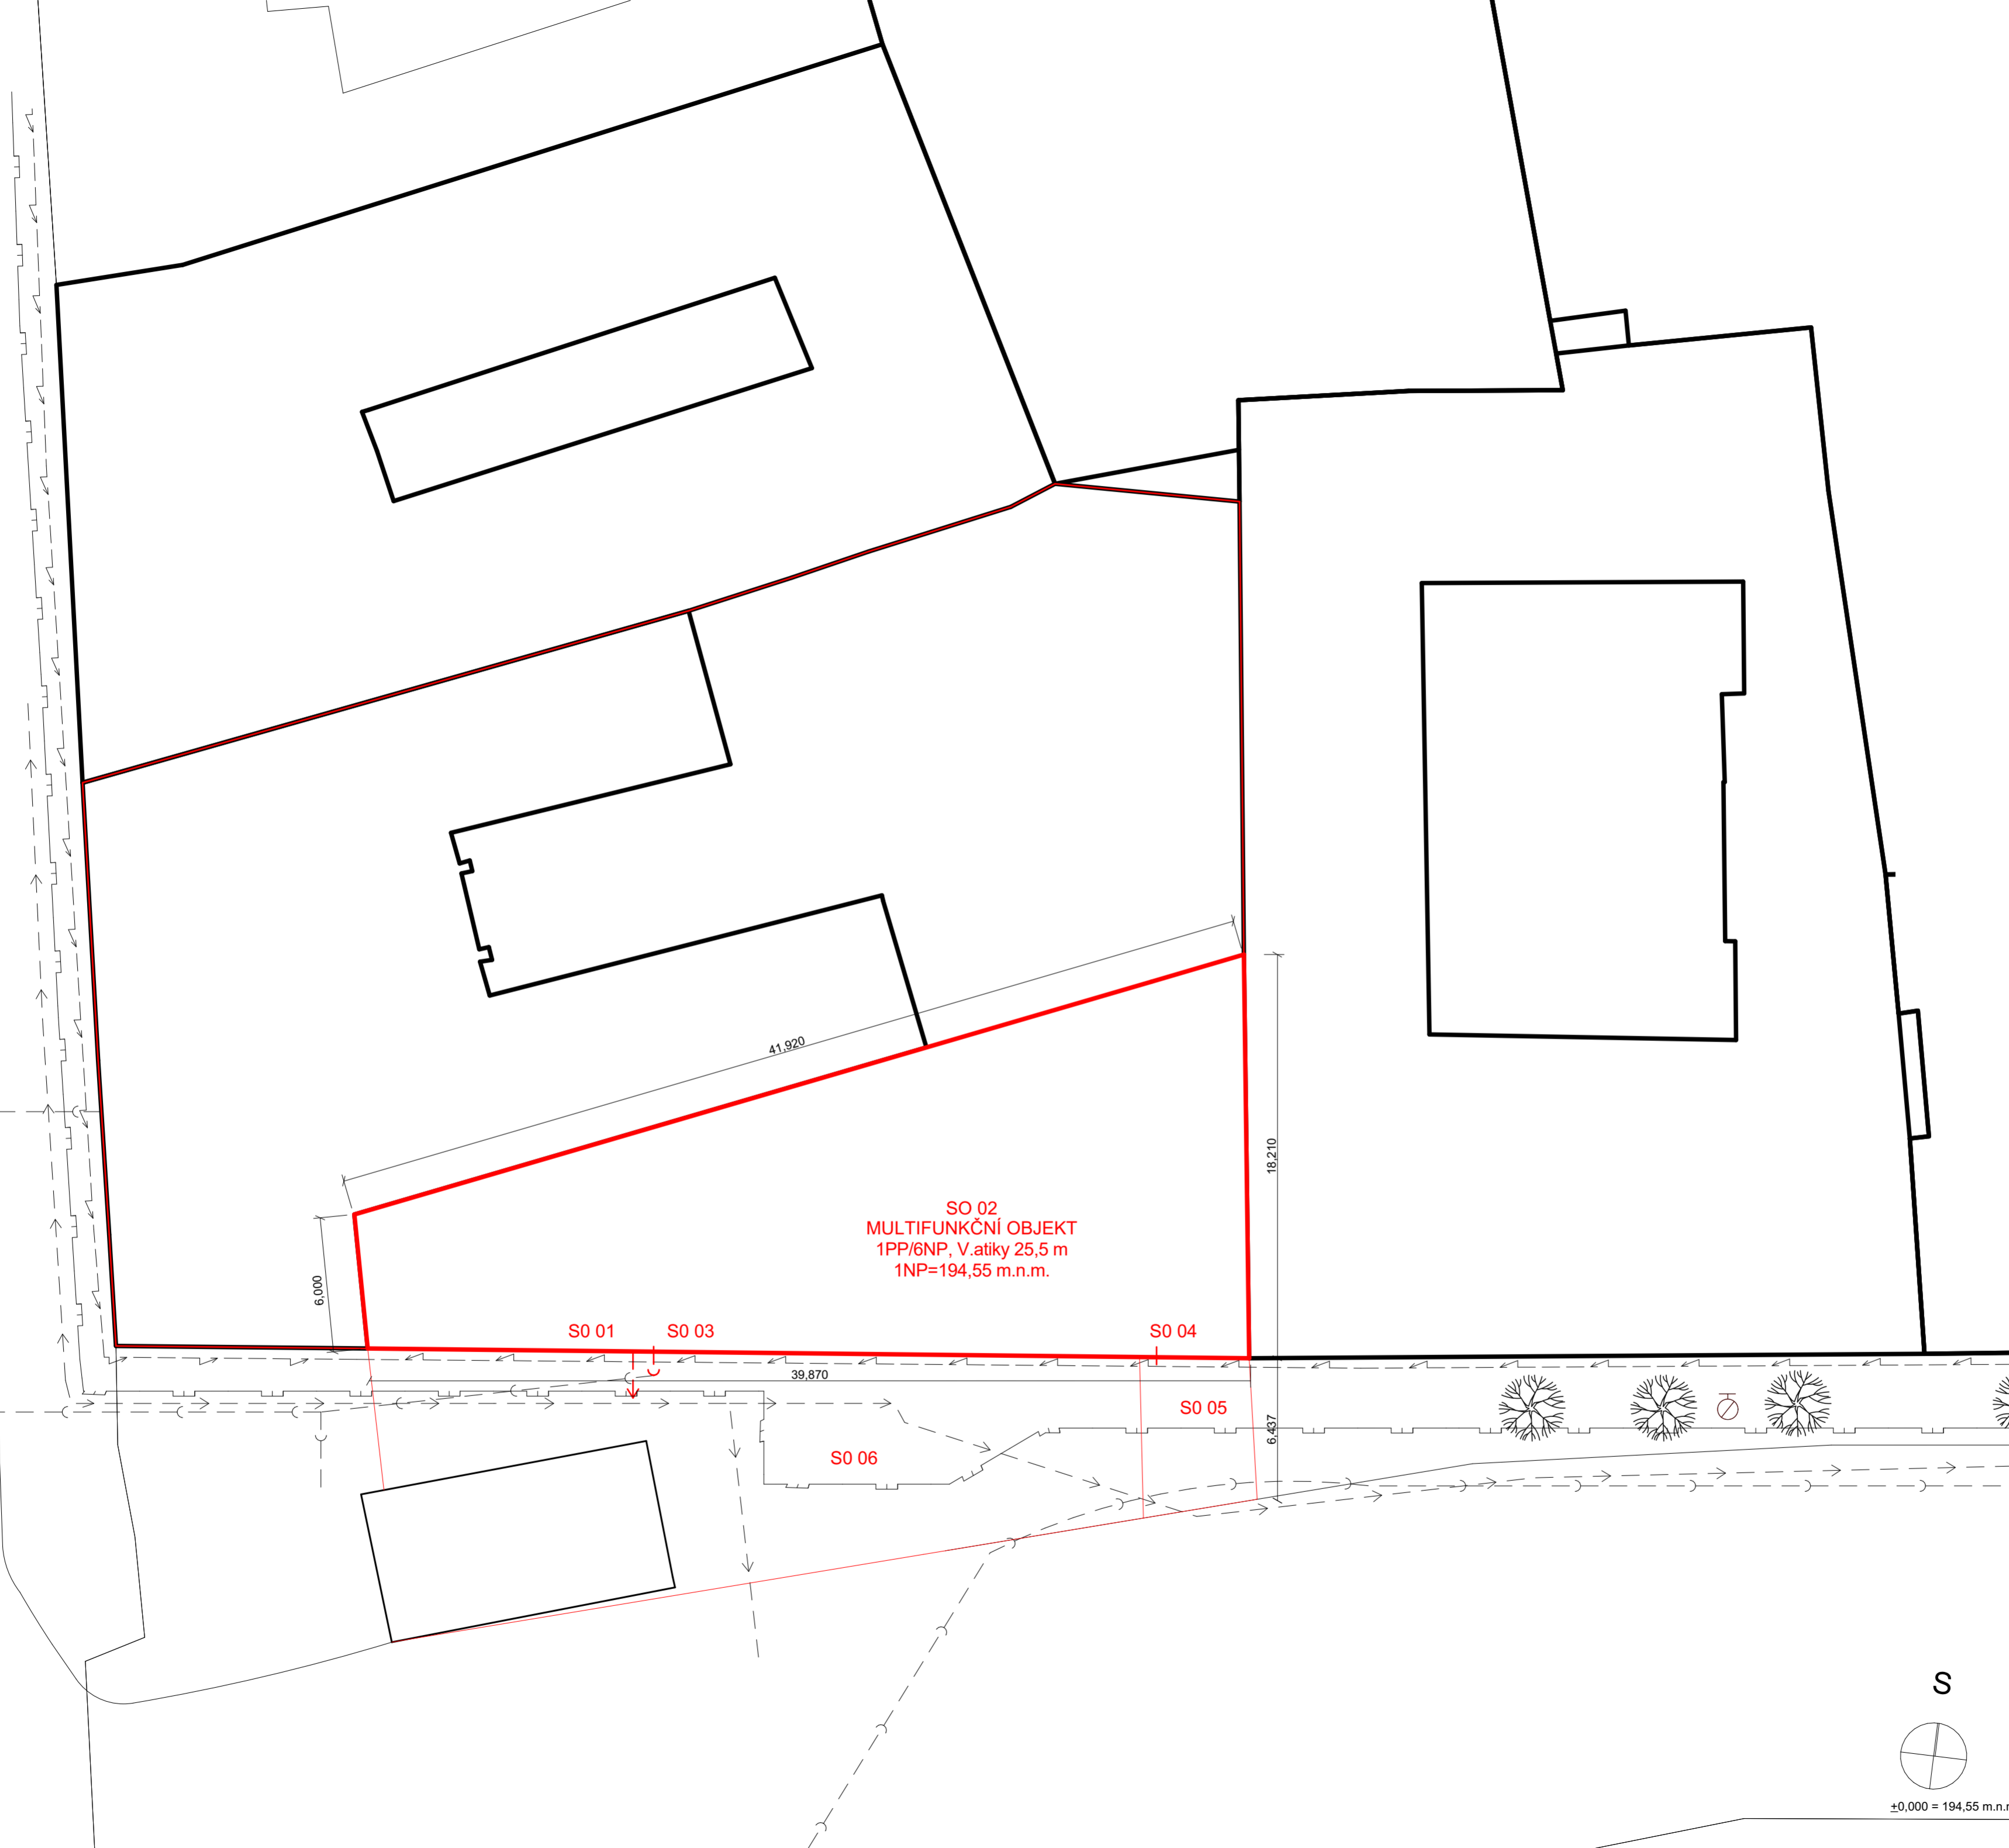 41,920
18,210
SO 02
MULTIFUNKČNÍ OBJEKT
1PP/6NP, V.atiky 25,5 m
1NP=194,55 m.n.m.
6,000
S0 01
S0 03
S0 04
39,870
S0 05
6,437
S0 06
S
±0,000 = 194,55 m.n.m